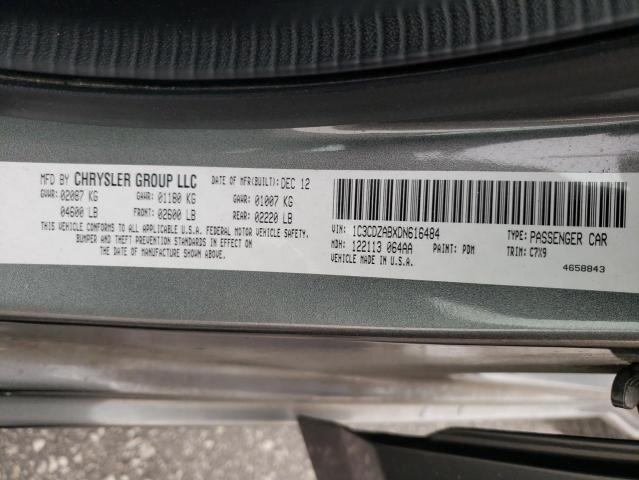 MFD BY CHRYSLER GROUP LLC DATE OF MFR(BUILT): DEC 12
GVWR: 02087 KG GAWR: 01180 KG GAWR: 01007 KG
04600 LB FRONT: 02600 LB REAR: 02220 LB
THIS VEHICLE CONFORMS TO ALL APPLICABLE U.S.A. FEDERAL MOTOR VEHICLE SAFETY,
BUMPER AND THEFT PREVENTION STANDARDS IN EFFECT ON
THE DATE OF MANUFACTURE SHOWN ABOVE.
VIN: 1C3CDZABXDN616484 TYPE: PASSENGER CAR
MDH: 122113 064AA PAINT: PDM TRIM: C7X9
VEHICLE MADE IN U.S.A.
4658843